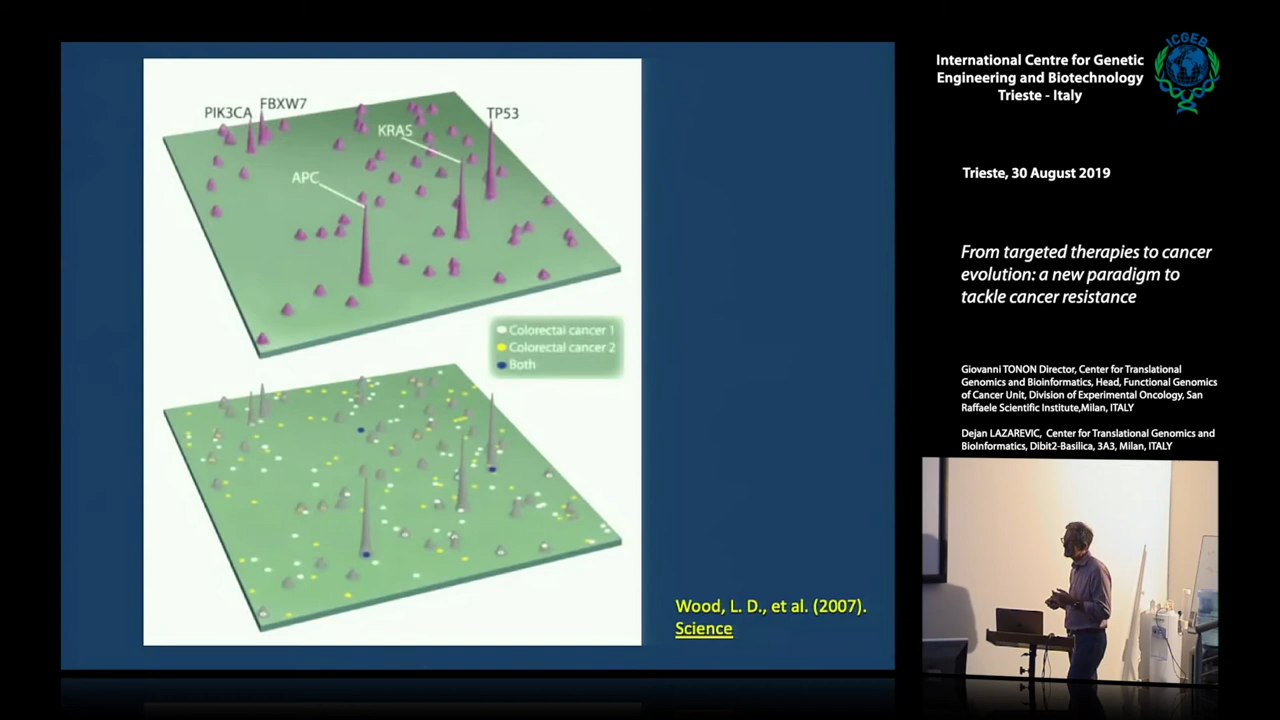 PIK3CA
FBXW7
TP53
KRAS
APC
Colorectal cancer 1
Colorectal cancer 2
Both
Wood, L. D., et al. (2007).
Science
International Centre for Genetic
Engineering and Biotechnology
Trieste - Italy
ICGEB
Trieste, 30 August 2019
From targeted therapies to cancer
evolution: a new paradigm to
tackle cancer resistance
Giovanni TONON Director, Center for Translational
Genomics and Bioinformatics, Head, Functional Genomics
of Cancer Unit, Division of Experimental Oncology, San
Raffaele Scientific Institute,Milan, ITALY
Dejan LAZAREVIC, Center for Translational Genomics and
BioInformatics, Dibit2-Basilica, 3A3, Milan, ITALY